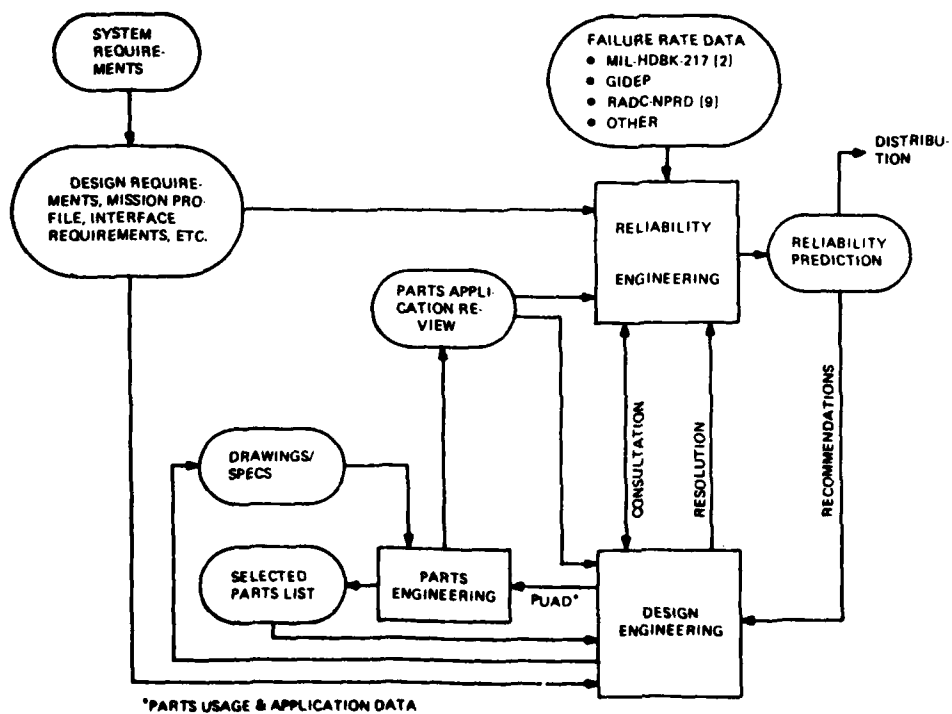 SYSTEM
REQUIRE-
MENTS
FAILURE RATE DATA
• MIL-HDBK-217 (2)
• GIDEP
• RADC-NPRD (9)
• OTHER
DISTRIBU-
TION
DESIGN REQUIRE-
MENTS, MISSION PRO-
FILE, INTERFACE
REQUIREMENTS, ETC.
RELIABILITY
ENGINEERING
RELIABILITY
PREDICTION
PARTS APPLI-
CATION RE-
VIEW
CONSULTATION
RESOLUTION
RECOMMENDATIONS
DRAWINGS/
SPECS
SELECTED
PARTS LIST
PARTS
ENGINEERING
PUAD*
DESIGN
ENGINEERING
*PARTS USAGE & APPLICATION DATA